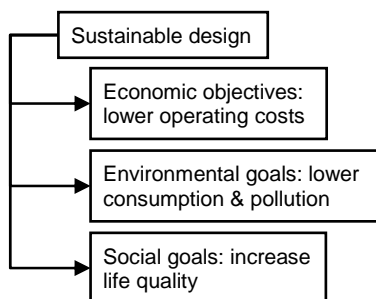 Sustainable design
Economic objectives:
lower operating costs
Environmental goals: lower
consumption & pollution
Social goals: increase
life quality